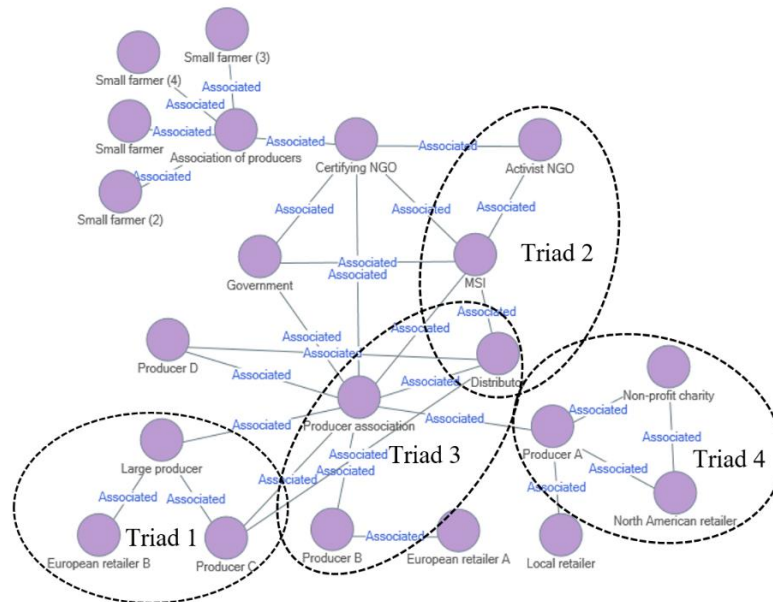 Small farmer (3)
Small farmer (4)
Associated
Associated
Small farmer
Associated
Association of producers
Associated
Certifying NGO
Associated
Activist NGO
Associated
Small farmer (2)
Associated
Associated
Associated
Triad 2
Government
Associated
Associated
MSI
Associated
Associated
Associated
Associated
Producer D
Associated
Distributor
Associated
Associated
Non-profit charity
Associated
Producer association
Associated
Associated
Producer A
Associated
Large producer
Associated
Associated
Associated
Triad 3
Associated
Triad 4
Associated
Associated
Associated
Associated
North American retailer
Triad 1
European retailer B
Producer C
Producer B
Associated
European retailer A
Local retailer